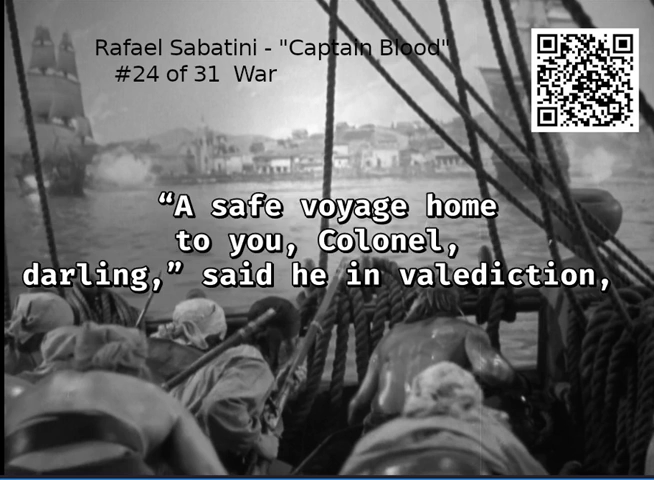 Rafael Sabatini - "Captain Blood"
#24 of 31  War
“A safe voyage home
to you, Colonel,
darling,” said he in valediction,